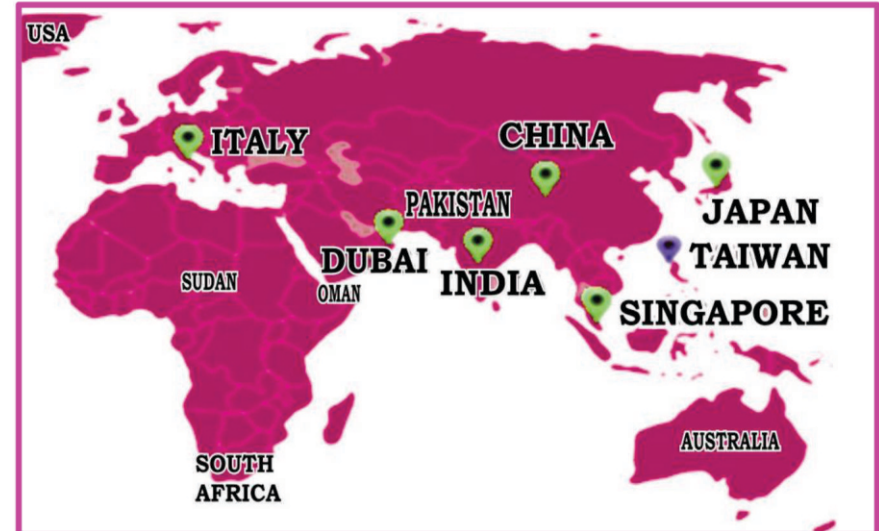 USA
ITALY
CHINA
PAKISTAN
JAPAN
DUBAI
INDIA
TAIWAN
SUDAN
OMAN
SINGAPORE
AUSTRALIA
SOUTH
AFRICA